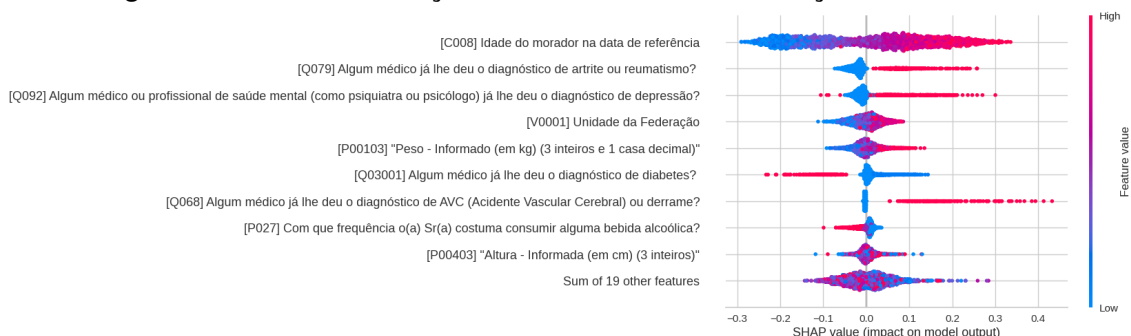 High
[C008] Idade do morador na data de referência
[Q079] Algum médico já lhe deu o diagnóstico de artrite ou reumatismo?
[Q092] Algum médico ou profissional de saúde mental (como psiquiatra ou psicólogo) já lhe deu o diagnóstico de depressão?
[V0001] Unidade da Federação
[P00103] "Peso - Informado (em kg) (3 inteiros e 1 casa decimal)"
[Q03001] Algum médico já lhe deu o diagnóstico de diabetes?
[Q068] Algum médico já lhe deu o diagnóstico de AVC (Acidente Vascular Cerebral) ou derrame?
[P027] Com que frequência o(a) Sr(a) costuma consumir alguma bebida alcoólica?
[P00403] "Altura - Informada (em cm) (3 inteiros)"
Sum of 19 other features
Feature value
Low
−0.3 −0.2 −0.1 0.0 0.1 0.2 0.3 0.4
SHAP value (impact on model output)